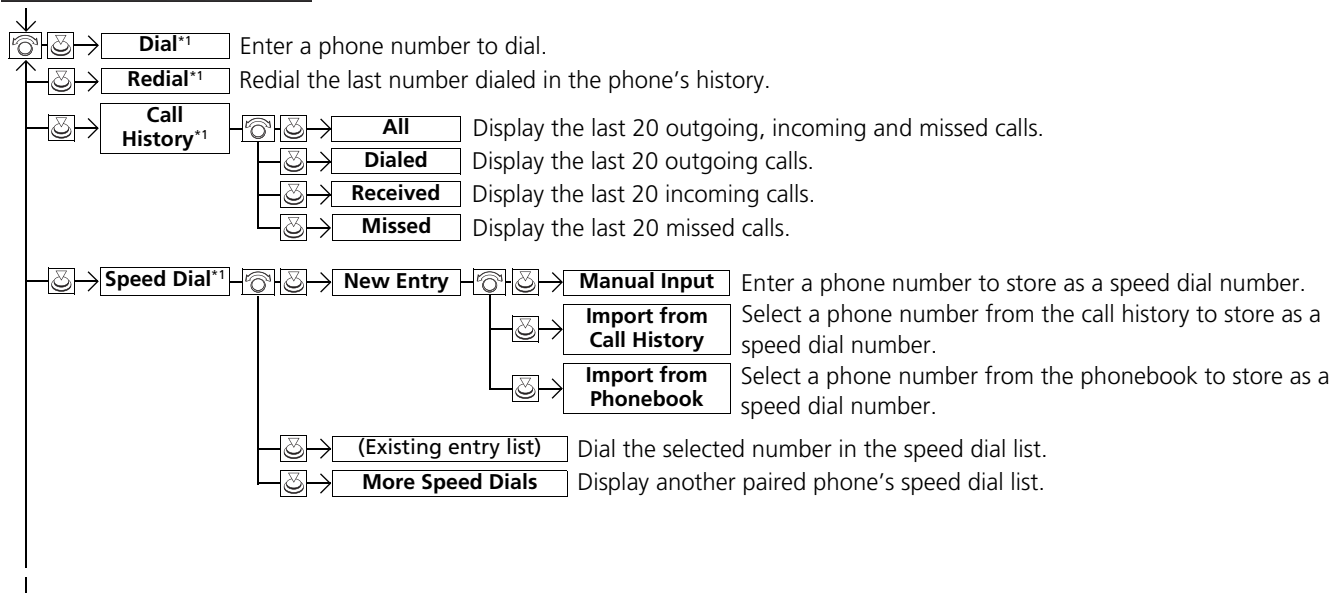 Dial*1 Enter a phone number to dial.
Redial*1 Redial the last number dialed in the phone’s history.
Call
History*1
All Display the last 20 outgoing, incoming and missed calls.
Dialed Display the last 20 outgoing calls.
Received Display the last 20 incoming calls.
Missed Display the last 20 missed calls.
Speed Dial*1 New Entry Manual Input Enter a phone number to store as a speed dial number.
Import from
Call History
Select a phone number from the call history to store as a
speed dial number.
Import from
Phonebook
Select a phone number from the phonebook to store as a
speed dial number.
(Existing entry list) Dial the selected number in the speed dial list.
More Speed Dials Display another paired phone’s speed dial list.